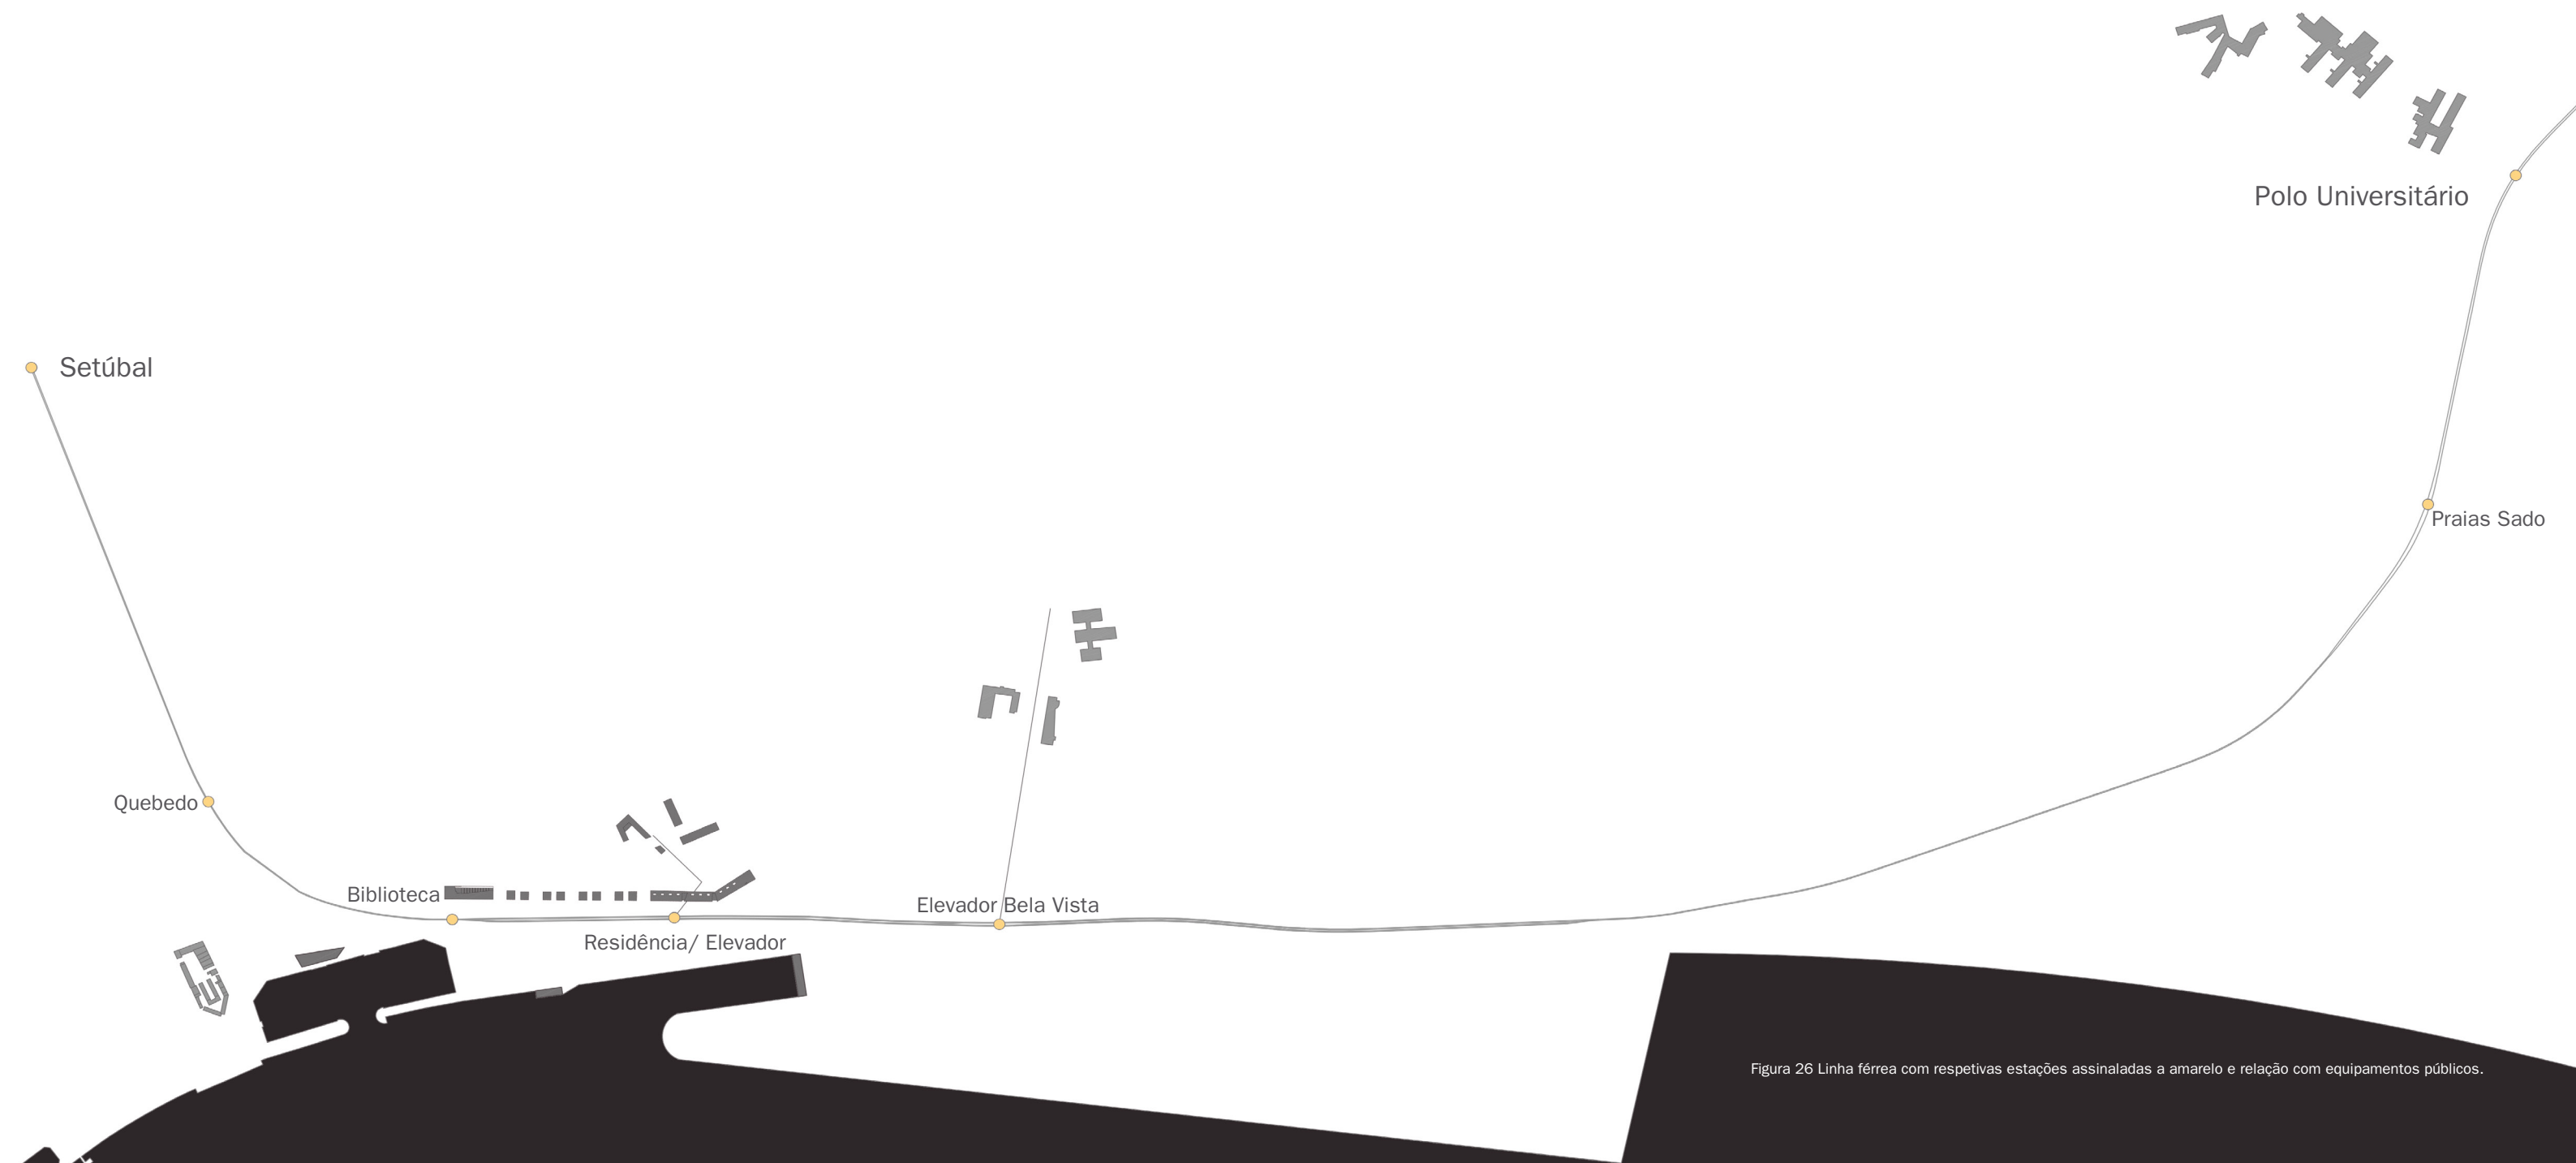 Polo Universitário
Setúbal
Praias Sado
Quebedo
Biblioteca
Elevador Bela Vista
Residência/ Elevador
Figura 26 Linha férrea com respetivas estações assinaladas a amarelo e relação com equipamentos públicos.